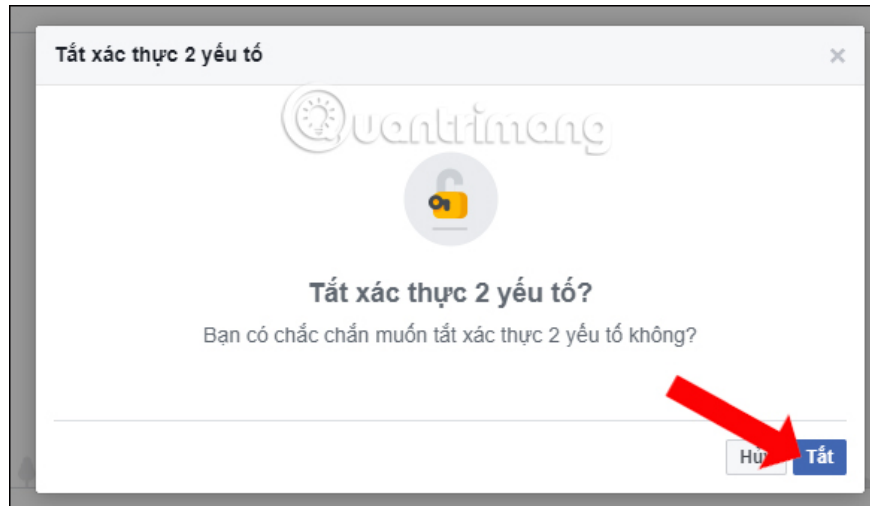 Tắt xác thực 2 yếu tố
Quantrimang
Tắt xác thực 2 yếu tố?
Bạn có chắc chắn muốn tắt xác thực 2 yếu tố không?
Tắt